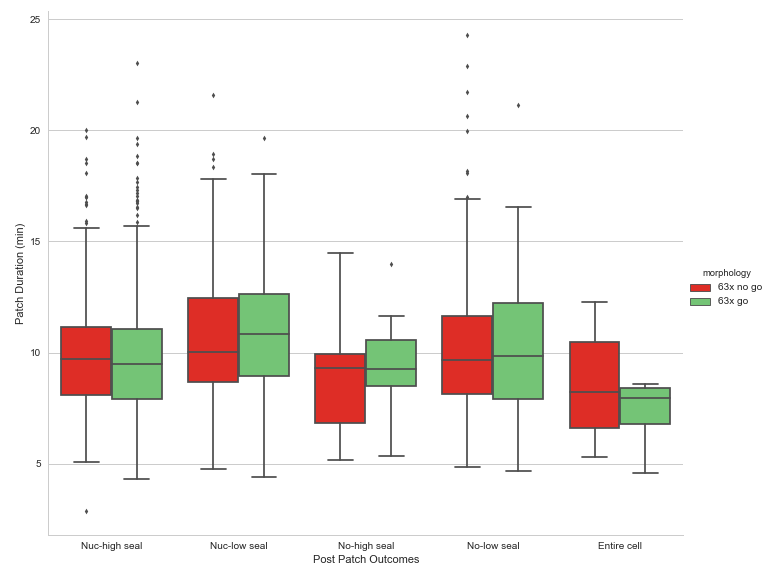 25
20
15
10
5
Patch Duration (min)
Nuc-high seal
Nuc-low seal
No-high seal
No-low seal
Entire cell
Post Patch Outcomes
morphology
63x no go
63x go